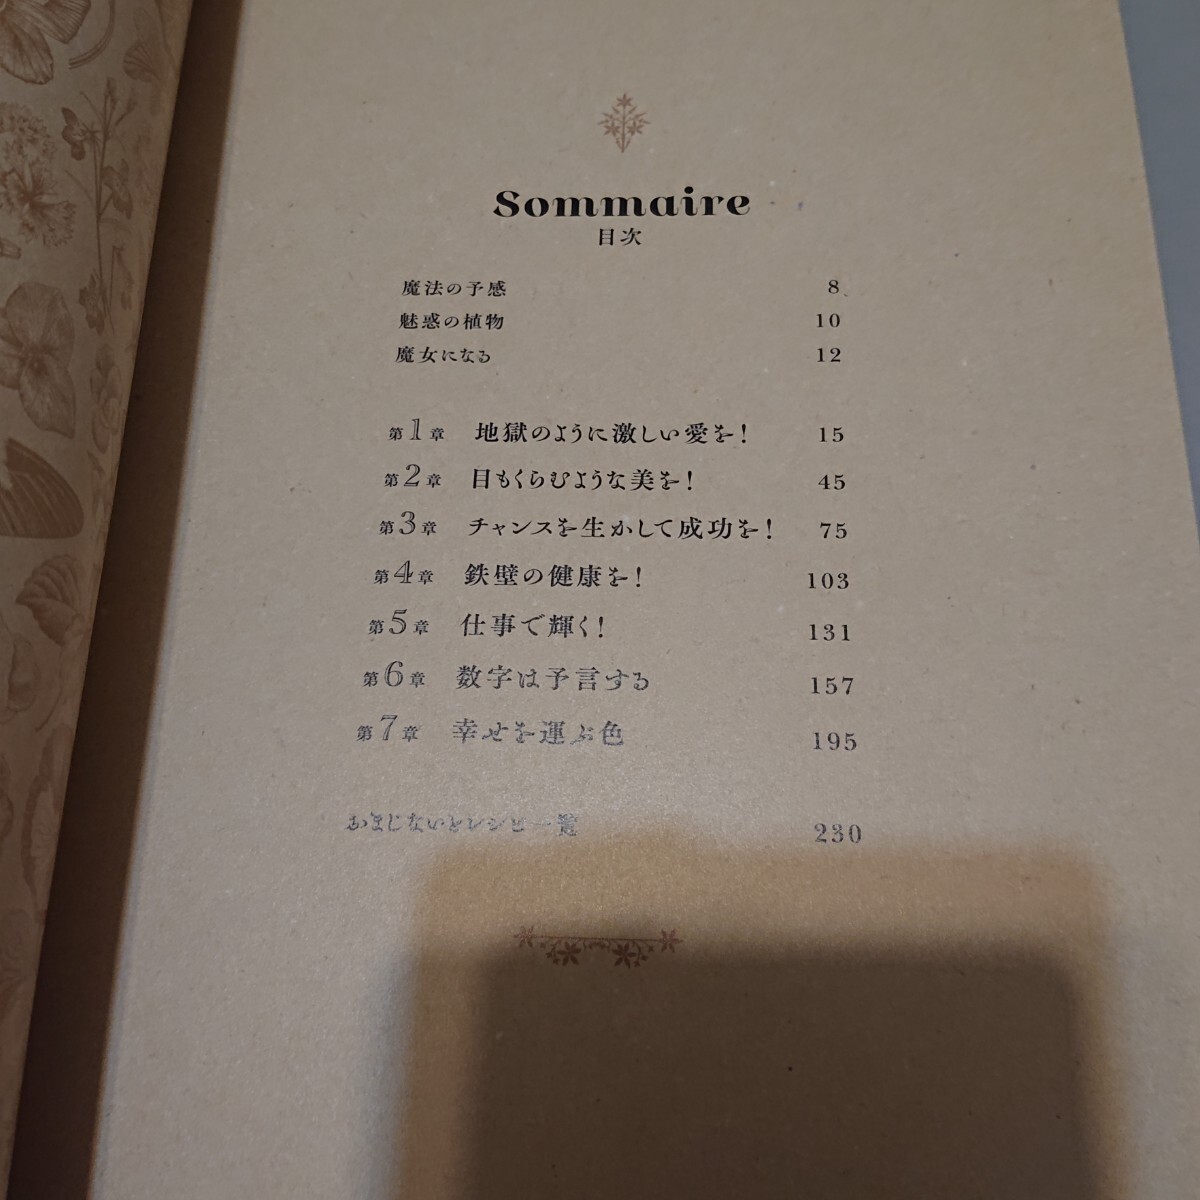 Sommaire
目次
魔法の予感 8
魅惑の植物 10
魔女になる 12
第1章 地獄のように激しい愛を! 15
第2章 目もくらむような美を! 45
第3章 チャンスを生かして成功を! 75
第4章 鉄壁の健康を! 103
第5章 仕事で輝く! 131
第6章 数字は予言する 157
第7章 幸せを運ぶ色 195
おまじないとレシピ一覧 230